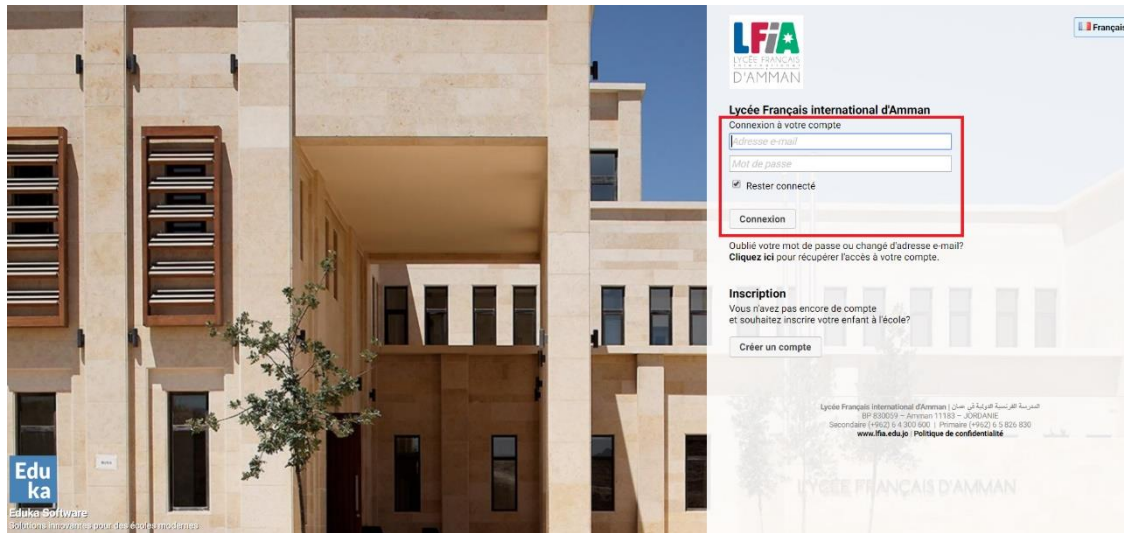 LFiA
LYCÉE FRANCAIS
INTERNATIONAL
D'AMMAN
Français
Lycée Français international d'Amman
Connexion à votre compte
Adresse e-mail
Mot de passe
Rester connecté
Connexion
Oublié votre mot de passe ou changé d'adresse e-mail?
Cliquez ici pour récupérer l'accès à votre compte.
Inscription
Vous n'avez pas encore de compte
et souhaitez inscrire votre enfant à l'école?
Créer un compte
Lycée Français international d'Amman | المدرسة الفرنسية الدولية في عمان
BP 830059 – Amman 11183 – JORDANIE
Secondaire (+962) 6 4 300 600 | Primaire (+962) 6 5 826 830
www.lfia.edu.jo | Politique de confidentialité
LYCÉE FRANÇAIS D'AMMAN
Edu
ka
Eduka Software
Solutions innovantes pour des écoles modernes